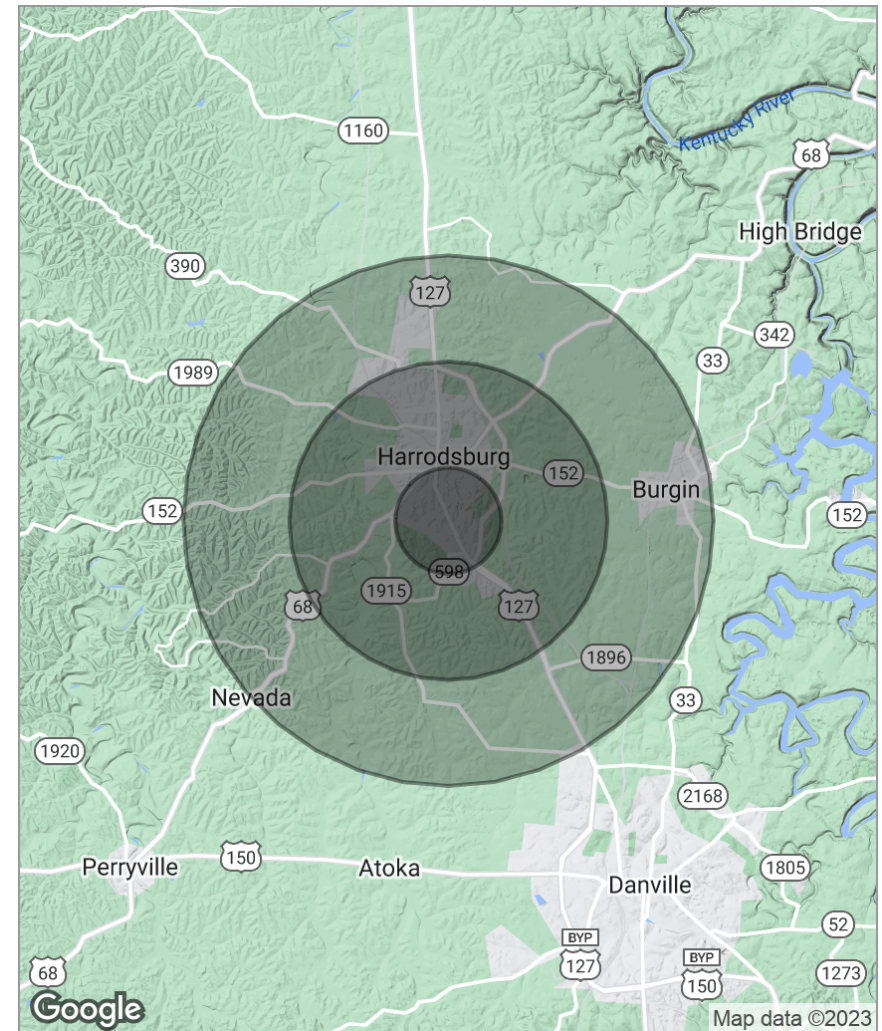 1160
Kentucky River
68
High Bridge
390
127
342
33
1989
Harrodsburg
152
Burgin
152
152
598
1915
68
127
1896
Nevada
33
1920
2168
150
Perryville
Atoka
1805
Danville
52
BYP
127
BYP
150
68
1273
Google
Map data ©2023